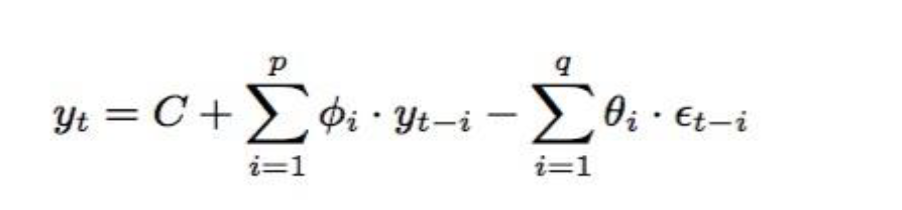 y_t = C + \sum_{i=1}^{p} \phi_i \cdot y_{t-i} - \sum_{i=1}^{q} \theta_i \cdot \epsilon_{t-i}